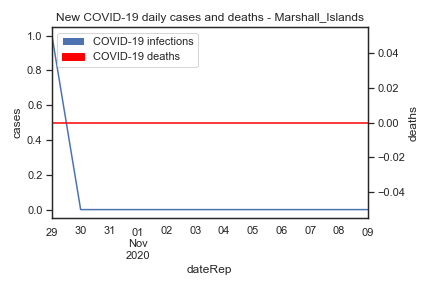 New COVID-19 daily cases and deaths - Marshall_Islands
COVID-19 infections
COVID-19 deaths
1.0
0.8
0.6
0.4
0.2
0.0
cases
0.04
0.02
0.00
−0.02
−0.04
deaths
29 30 31 01 02 03 04 05 06 07 08 09
Nov
2020
dateRep